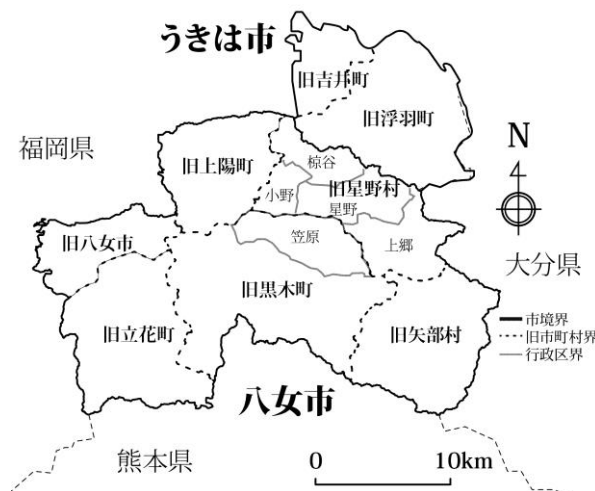 うきは市
旧吉井町
旧浮羽町
福岡県
旧上陽町
椋谷
小野
旧星野村
星野
N
旧八女市
笠原
上郷
大分県
旧黒木町
旧立花町
旧矢部村
市境界
旧市町村界
行政区界
八女市
熊本県
0
10km